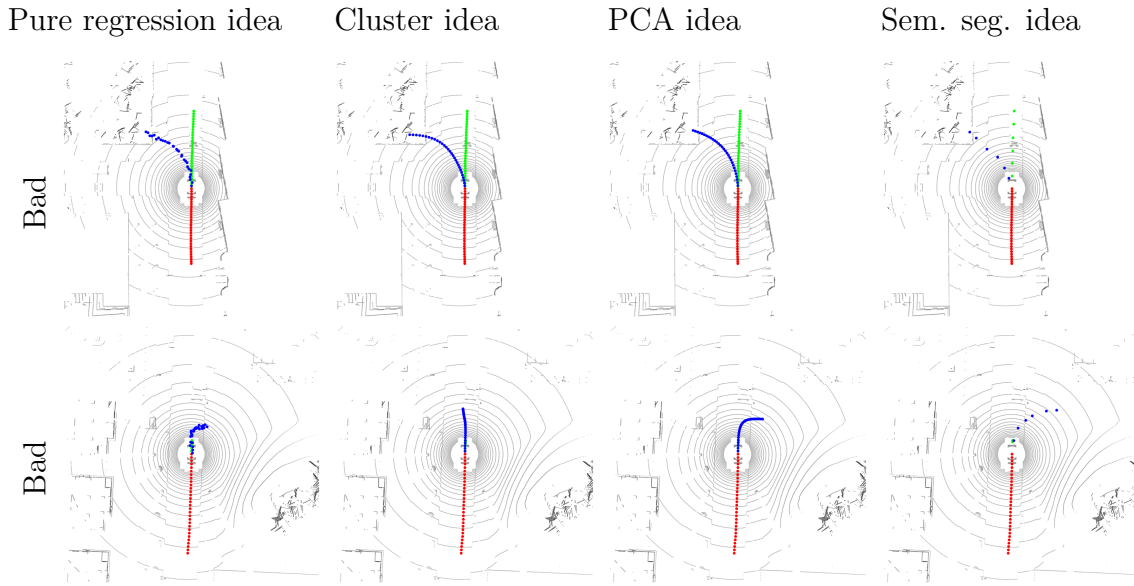 Pure regression idea
Cluster idea
PCA idea
Sem. seg. idea
Bad
Bad